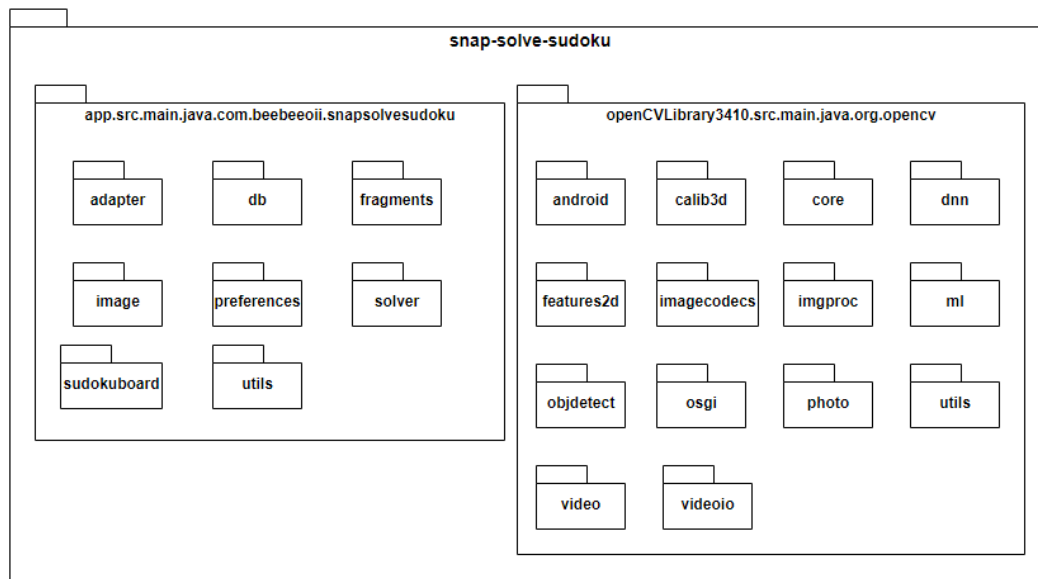 snap-solve-sudoku
app.src.main.java.com.beebeeoii.snapsolvesudoku
adapter
db
fragments
image
preferences
solver
sudokuboard
utils
openCVLibrary3410.src.main.java.org.opencv
android
calib3d
core
dnn
features2d
imagecodecs
imgproc
ml
objdetect
osgi
photo
utils
video
videoio